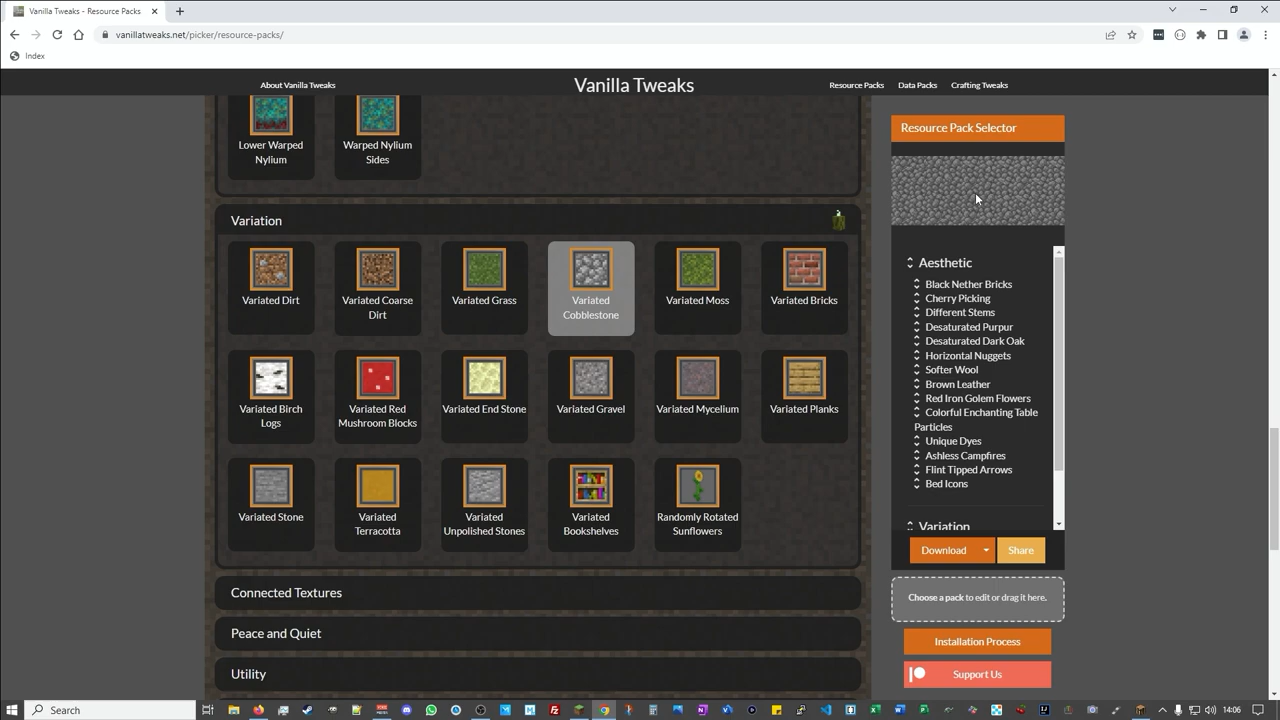 Vanilla Tweaks - Resource Packs
vanillatweaks.net/picker/resource-packs/
Index
About Vanilla Tweaks
Vanilla Tweaks
Resource Packs
Data Packs
Crafting Tweaks
Lower Warped
Nylium
Warped Nylium
Sides
Variation
Variated Dirt
Variated Coarse
Dirt
Variated Grass
Variated
Cobblestone
Variated Moss
Variated Bricks
Variated Birch
Logs
Variated Red
Mushroom Blocks
Variated End Stone
Variated Gravel
Variated Mycelium
Variated Planks
Variated Stone
Variated
Terracotta
Variated
Unpolished Stones
Variated
Bookshelves
Randomly Rotated
Sunflowers
Connected Textures
Peace and Quiet
Utility
Resource Pack Selector
Aesthetic
Black Nether Bricks
Cherry Picking
Different Stems
Desaturated Purpur
Desaturated Dark Oak
Horizontal Nuggets
Softer Wool
Brown Leather
Red Iron Golem Flowers
Colorful Enchanting Table
Particles
Unique Dyes
Ashless Campfires
Flint Tipped Arrows
Bed Icons
Variation
Download
Share
Choose a pack to edit or drag it here.
Installation Process
Support Us
Search
14:06